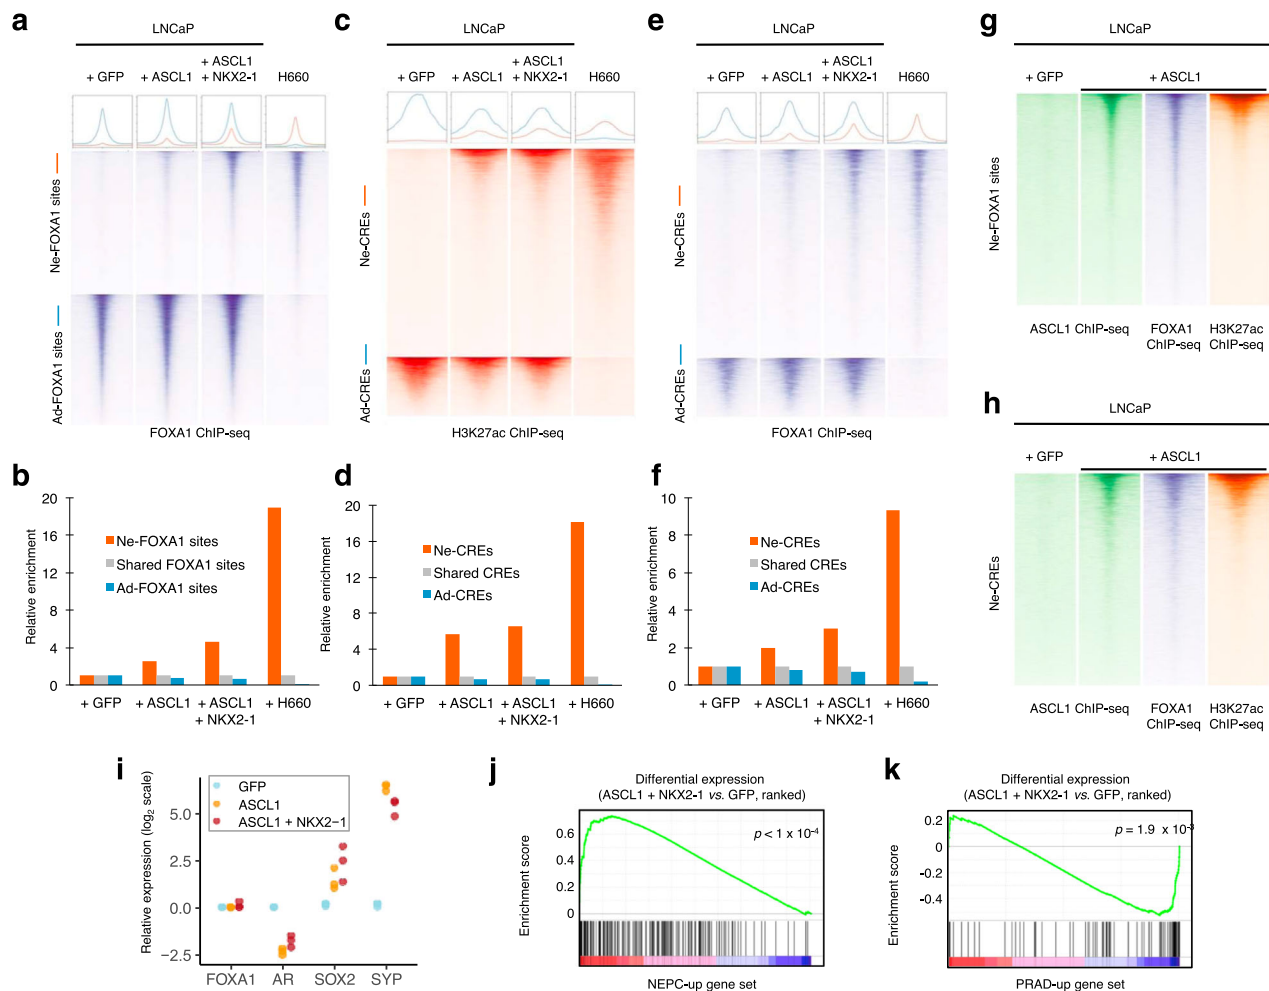 a
LNCaP
+ GFP
+ ASCL1
+ ASCL1
+ NKX2-1
H660
Ne-FOXA1 sites
Ad-FOXA1 sites
FOXA1 ChIP-seq
c
LNCaP
+ GFP
+ ASCL1
+ ASCL1
+ NKX2-1
H660
Ne-CREs
Ad-CREs
H3K27ac ChIP-seq
e
LNCaP
+ GFP
+ ASCL1
+ ASCL1
+ NKX2-1
H660
Ne-CREs
Ad-CREs
FOXA1 ChIP-seq
g
LNCaP
+ GFP
+ ASCL1
Ne-FOXA1 sites
ASCL1 ChIP-seq
FOXA1
ChIP-seq
H3K27ac
ChIP-seq
h
LNCaP
+ GFP
+ ASCL1
Ne-CREs
ASCL1 ChIP-seq
FOXA1
ChIP-seq
H3K27ac
ChIP-seq
b
Relative enrichment
20
16
12
8
4
0
Ne-FOXA1 sites
Shared FOXA1 sites
Ad-FOXA1 sites
+ GFP
+ ASCL1
+ ASCL1
+ NKX2-1
+ H660
d
Relative enrichment
20
16
12
8
4
0
Ne-CREs
Shared CREs
Ad-CREs
+ GFP
+ ASCL1
+ ASCL1
+ NKX2-1
+ H660
f
Relative enrichment
10
8
6
4
2
0
Ne-CREs
Shared CREs
Ad-CREs
+ GFP
+ ASCL1
+ ASCL1
+ NKX2-1
+ H660
i
Relative expression (log2 scale)
5.0
2.5
0.0
−2.5
GFP
ASCL1
ASCL1 + NKX2−1
FOXA1
AR
SOX2
SYP
j
Differential expression
(ASCL1 + NKX2-1 vs. GFP, ranked)
Enrichment score
0.6
0.4
0.2
0
p < 1 x 10-4
NEPC-up gene set
k
Differential expression
(ASCL1 + NKX2-1 vs. GFP, ranked)
Enrichment score
0.2
0
−0.2
−0.4
p = 1.9 x 10-3
PRAD-up gene set